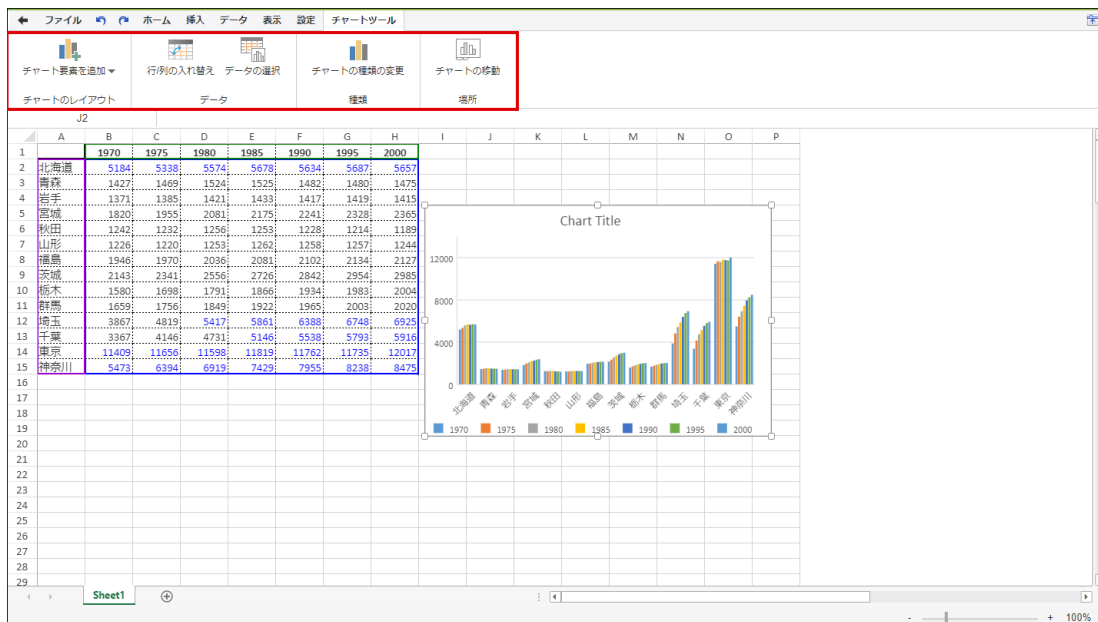 ファイル ホーム 挿入 データ 表示 設定 チャートツール
チャート要素を追加 行/列の入れ替え データの選択 チャートの種類の変更 チャートの移動
チャートのレイアウト データ 種類 場所
J2
A B C D E F G H I J K L M N O P
1 1970 1975 1980 1985 1990 1995 2000
2 北海道 5184 5338 5574 5678 5634 5687 5657
3 青森 1427 1469 1524 1525 1482 1480 1475
4 岩手 1371 1385 1421 1433 1417 1419 1415
5 宮城 1820 1955 2081 2175 2241 2328 2365
6 秋田 1242 1232 1256 1253 1228 1214 1189
7 山形 1226 1220 1253 1262 1258 1257 1244
8 福島 1946 1970 2036 2081 2102 2134 2127
9 茨城 2143 2341 2556 2726 2842 2954 2985
10 栃木 1580 1698 1791 1866 1934 1983 2004
11 群馬 1659 1756 1849 1922 1965 2003 2020
12 埼玉 3867 4819 5417 5861 6388 6748 6925
13 千葉 3367 4146 4731 5146 5538 5793 5916
14 東京 11409 11656 11598 11819 11762 11735 12017
15 神奈川 5473 6394 6919 7429 7955 8238 8475
16
17
18
19
20
21
22
23
24
25
26
27
28
29
Chart Title
12000
8000
4000
0
北海道 青森 岩手 宮城 秋田 山形 福島 茨城 栃木 群馬 埼玉 千葉 東京 神奈川
1970 1975 1980 1985 1990 1995 2000
Sheet1
- + 100%